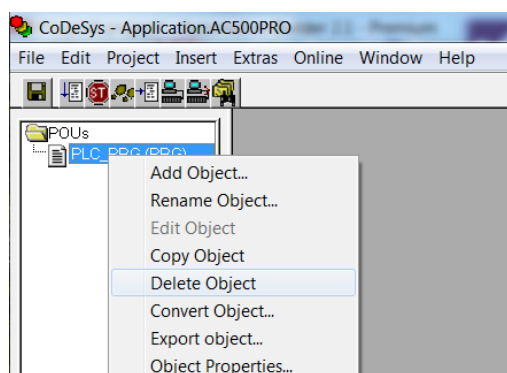 CoDeSys - Application.AC500PRO
File Edit Project Insert Extras Online Window Help
POUs
PLC_PRG (PRG)
Add Object...
Rename Object...
Edit Object
Copy Object
Delete Object
Convert Object...
Export object...
Object Properties...